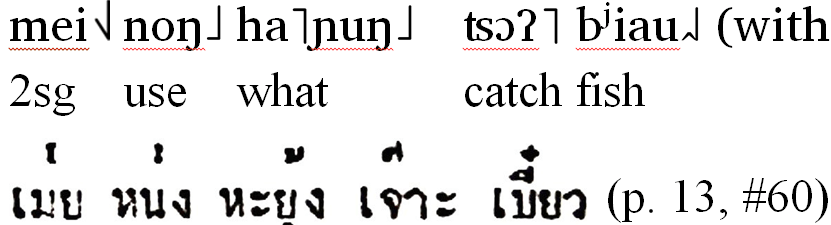 mei˧˩ noŋ˩ ha˥ɲuŋ˩ tsɔʔ˥ bʲiau˨˩˨ (with
2sg use what catch fish
เม่ย หน่ง หะยู้ง เจ๊าะ เบี๋ยว (p. 13, #60)